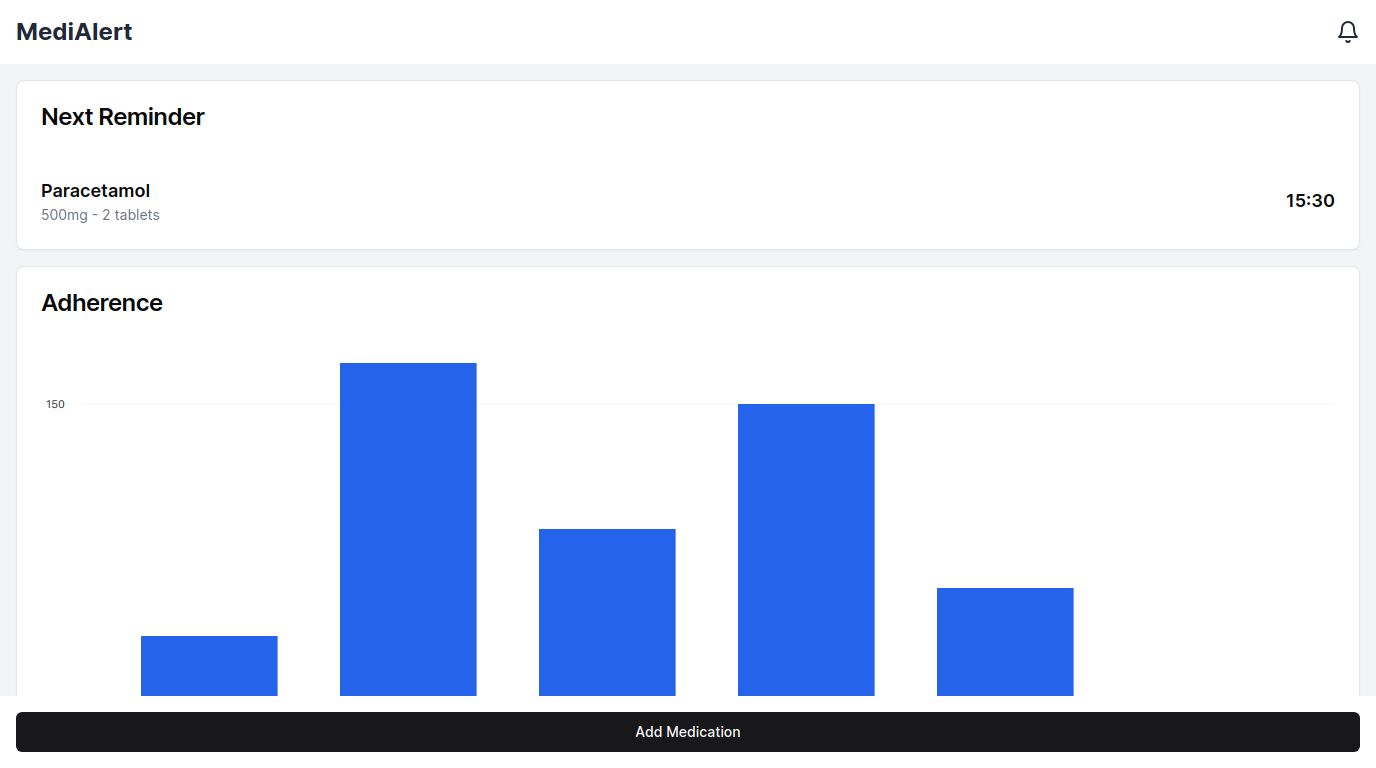 MediAlert
Next Reminder
Paracetamol
500mg - 2 tablets
15:30
Adherence
150
Add Medication